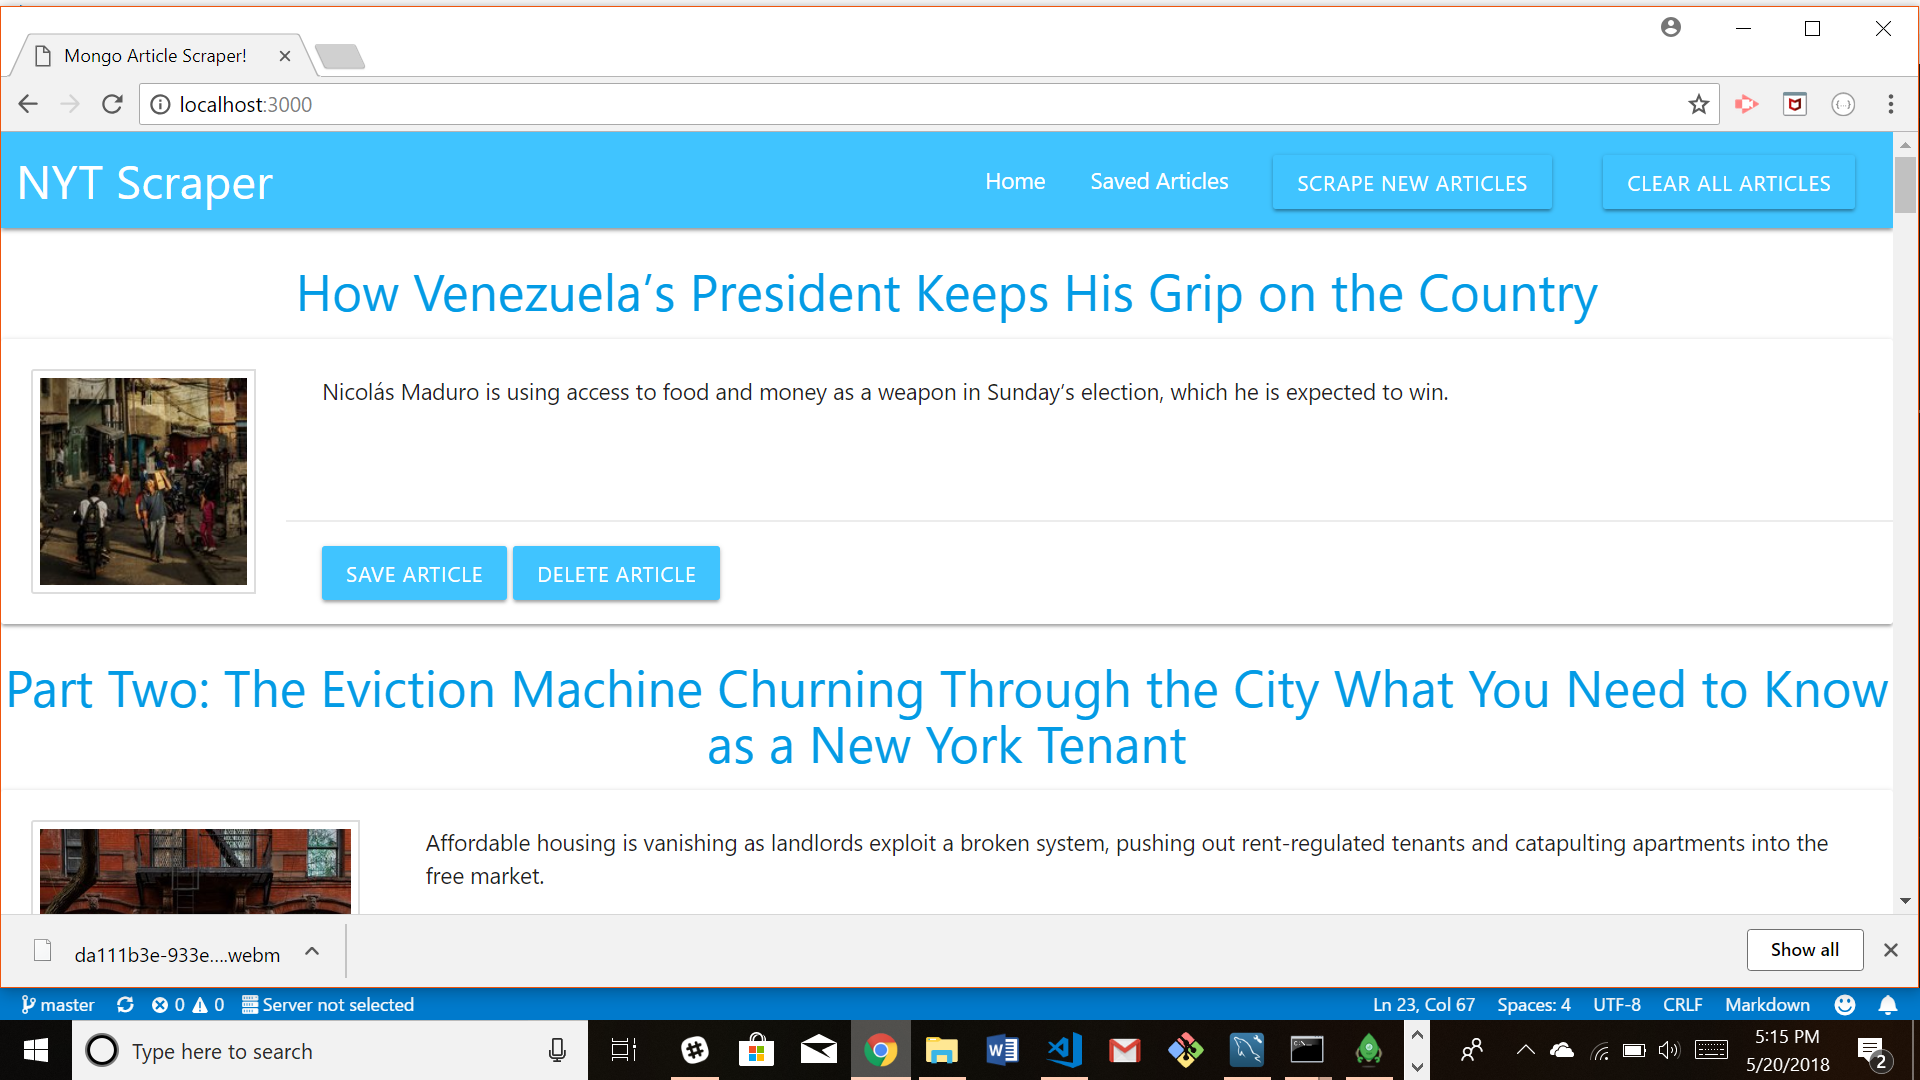 Mongo Article Scraper!
localhost:3000
NYT Scraper
Home
Saved Articles
SCRAPE NEW ARTICLES
CLEAR ALL ARTICLES
How Venezuela’s President Keeps His Grip on the Country
Nicolás Maduro is using access to food and money as a weapon in Sunday’s election, which he is expected to win.
SAVE ARTICLE
DELETE ARTICLE
Part Two: The Eviction Machine Churning Through the City What You Need to Know
as a New York Tenant
Affordable housing is vanishing as landlords exploit a broken system, pushing out rent-regulated tenants and catapulting apartments into the
free market.
da111b3e-933e....webm
Show all
master
0
0
Server not selected
Ln 23, Col 67
Spaces: 4
UTF-8
CRLF
Markdown
Type here to search
5:15 PM
5/20/2018
2